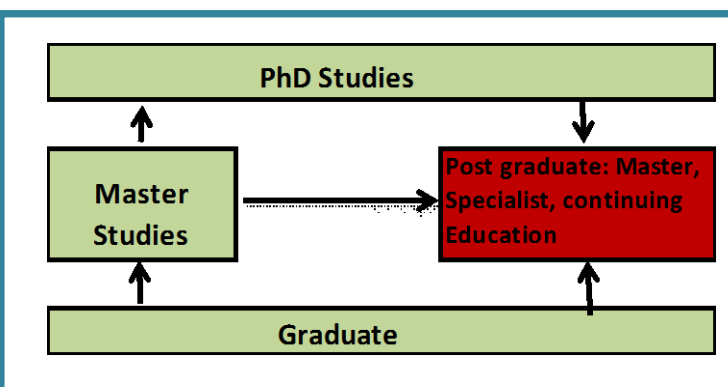 PhD Studies
Master
Studies
Post graduate: Master,
Specialist, continuing
Education
Graduate